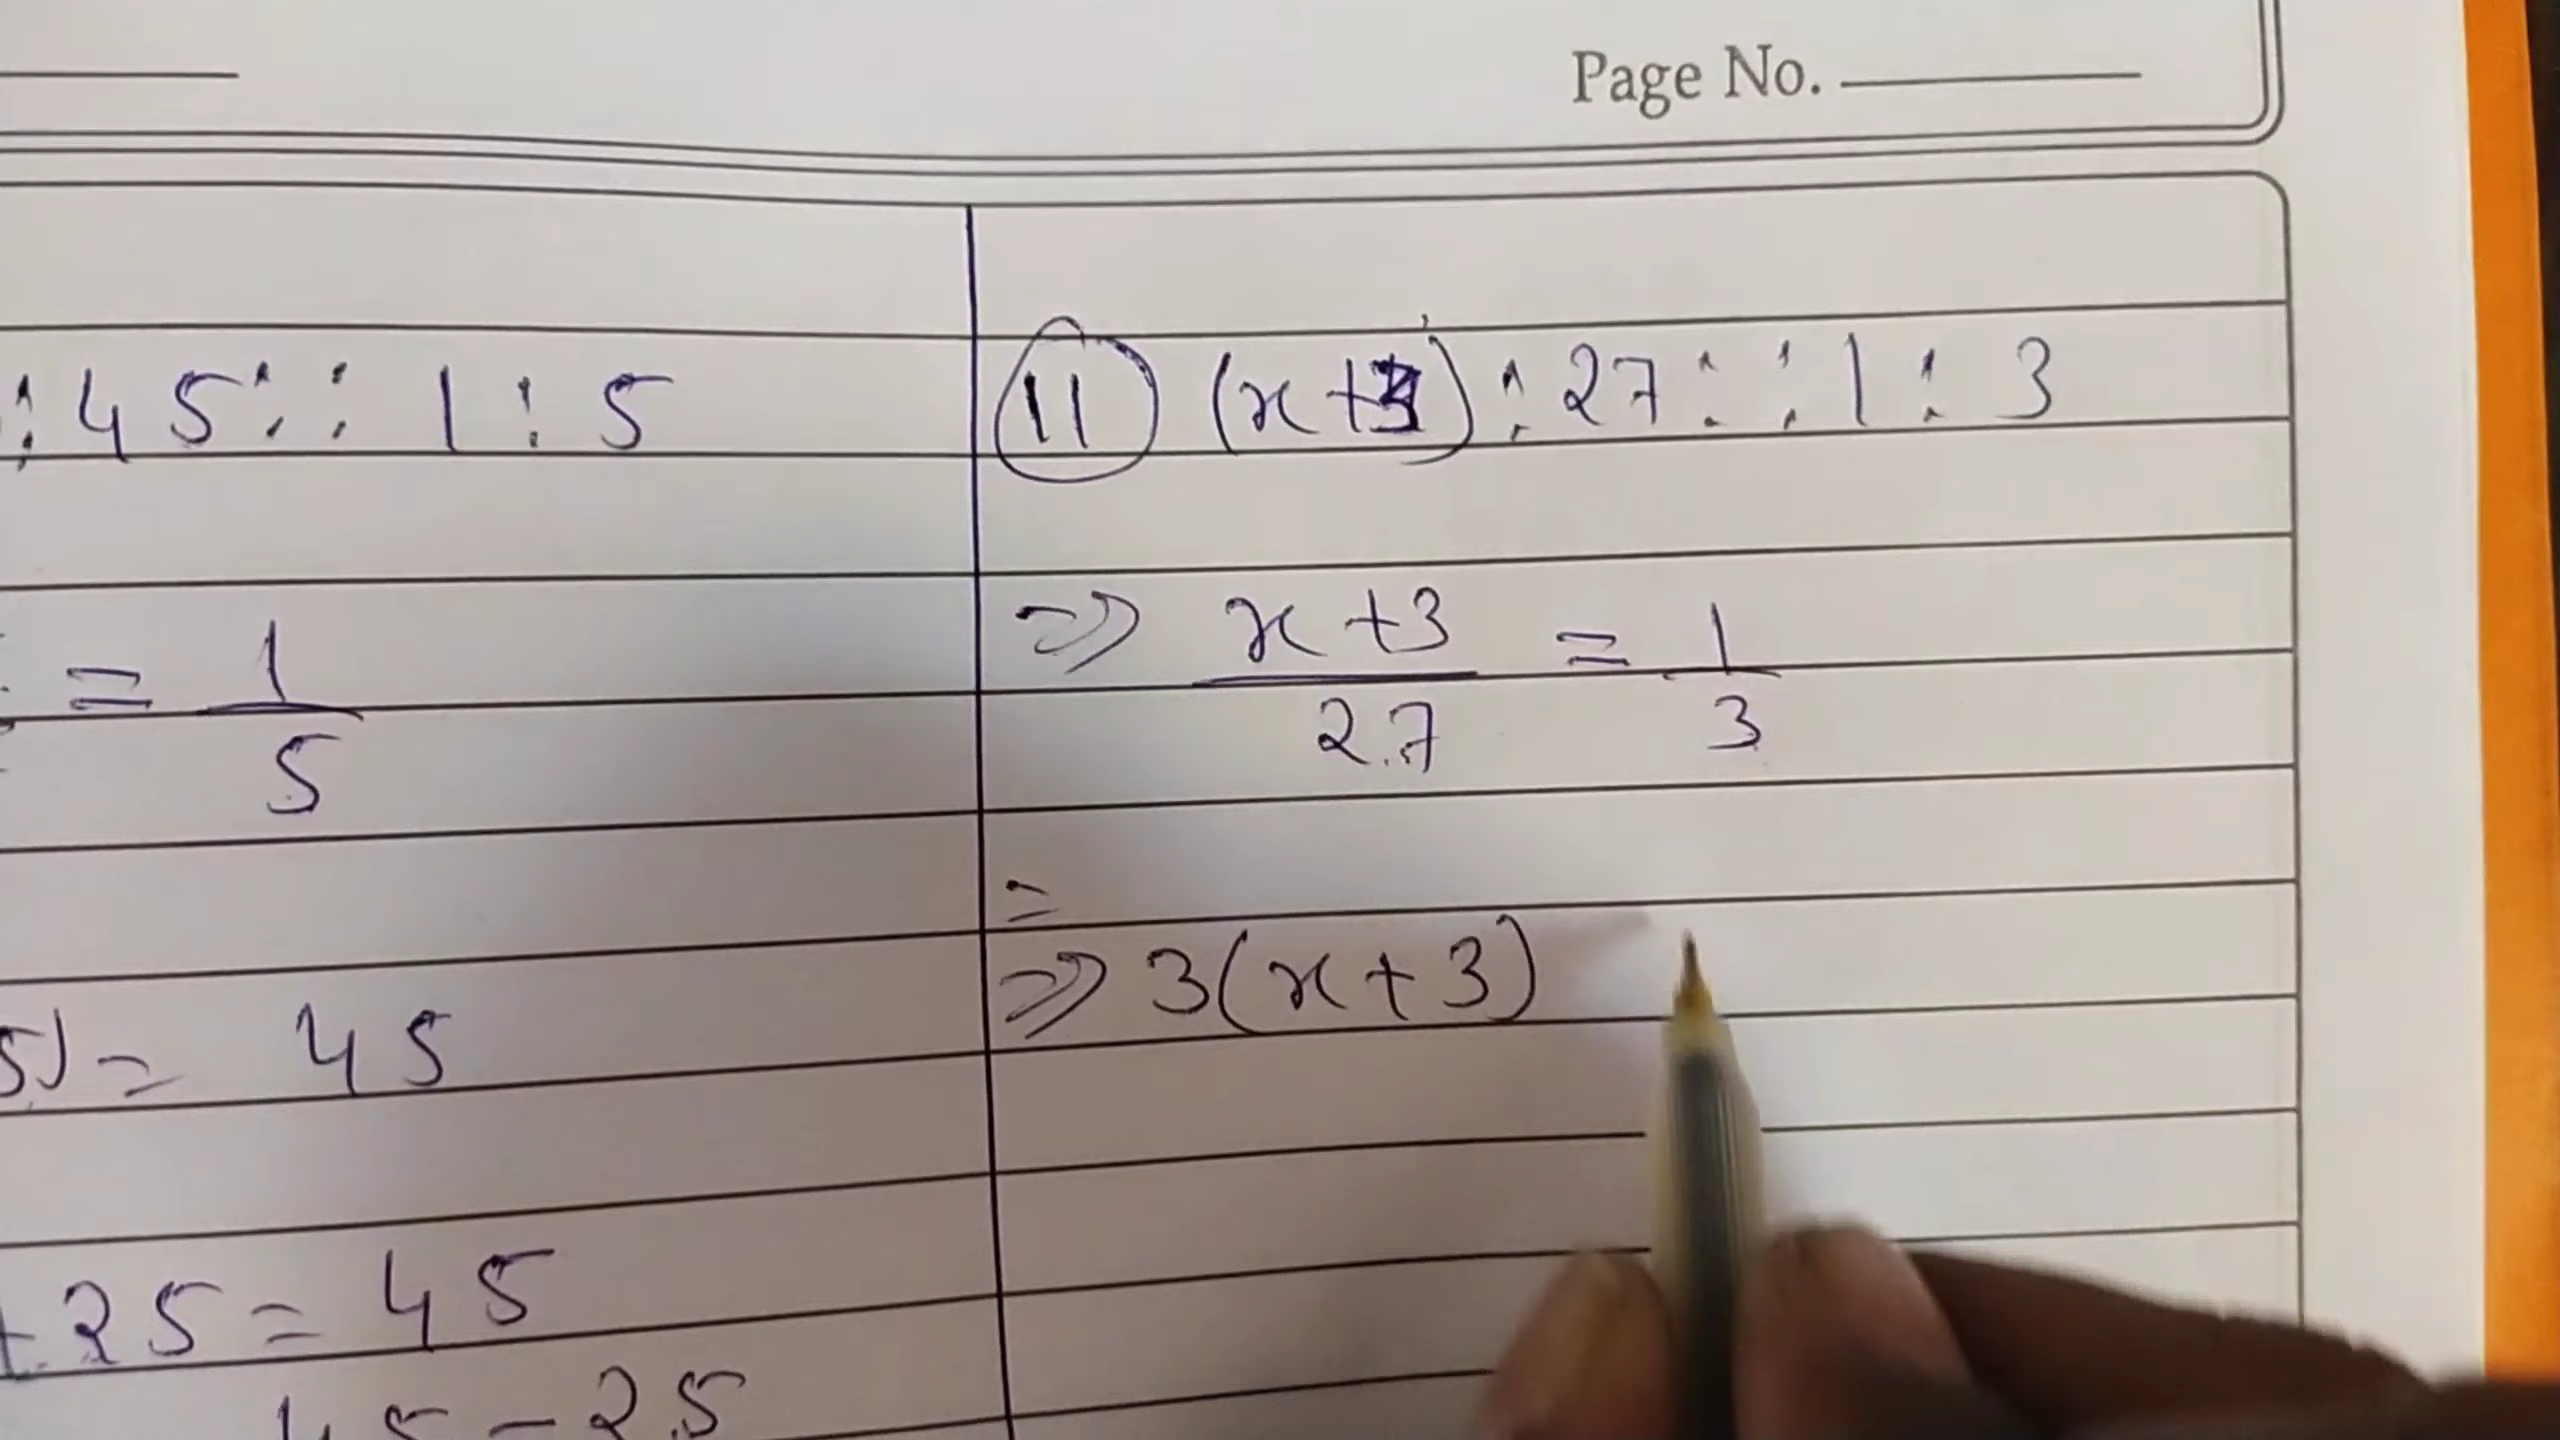 Page No.
: 45 :: 1 : 5
= 1
5
5) = 45
+ 25 = 45
45 - 25
11 (x+3) : 27 :: 1 : 3
⇒ x+3 = 1
27 3
=
⇒ 3(x+3)